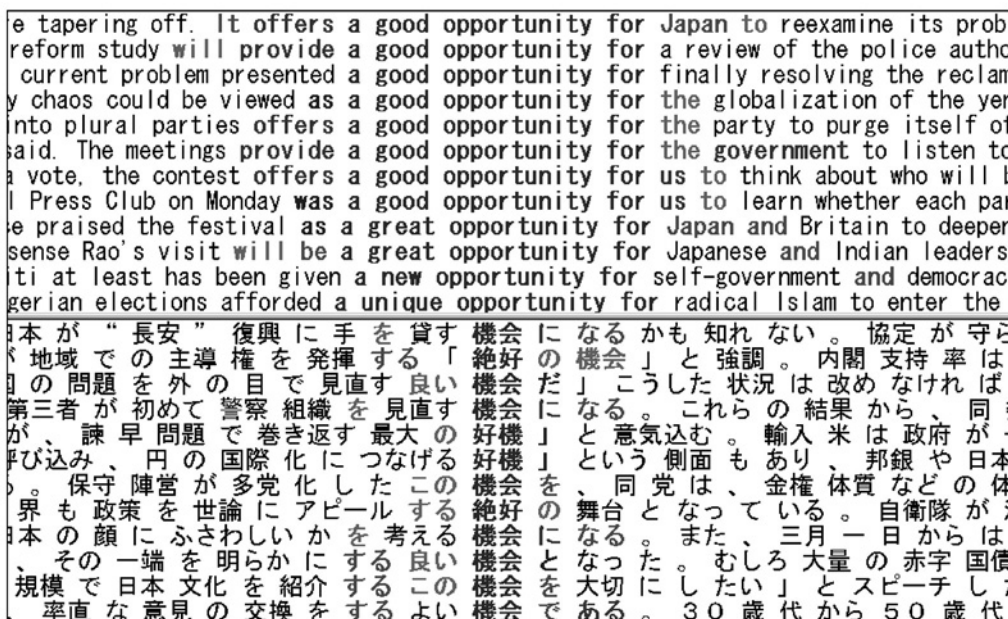 e tapering off. It offers a good opportunity for Japan to reexamine its prob
reform study will provide a good opportunity for a review of the police autho
current problem presented a good opportunity for finally resolving the reclam
y chaos could be viewed as a good opportunity for the globalization of the yen
into plural parties offers a good opportunity for the party to purge itself of
said. The meetings provide a good opportunity for the government to listen to
a vote, the contest offers a good opportunity for us to think about who will b
l Press Club on Monday was a good opportunity for us to learn whether each par
e praised the festival as a great opportunity for Japan and Britain to deepen
sense Rao's visit will be a great opportunity for Japanese and Indian leaders
iti at least has been given a new opportunity for self-government and democrac
gerian elections afforded a unique opportunity for radical Islam to enter the
日本 が “ 長安 ” 復興 に 手 を 貸す 機会 に なる かも 知れ ない 。 協定 が 守ら
が 地域 で の 主導 権 を 発揮 する 「 絶好 の 機会 」 と 強調 。 内閣 支持 率 は
国 の 問題 を 外 の 目 で 見直す 良い 機会 だ 」 こうした 状況 は 改め なけれ ば
第三者 が 初めて 警察 組織 を 見直す 機会 に なる 。 これら の 結果 から 、 同
が 、 諫早 問題 で 巻き返す 最大 の 好機 」 と 意気込む 。 輸入 米 は 政府 が
呼び込み 、 円 の 国際 化 に つなげる 好機 」 という 側面 も あり 、 邦銀 や 日本
。 保守 陣営 が 多党 化 した この 機会 を 、 同 党 は 、 金権 体質 など の 体
界 も 政策 を 世論 に アピール する 絶好 の 舞台 と なっ て いる 。 自衛隊 が
日本 の 顔 に ふさわしい か を 考える 機会 に なる 。 また 、 三月 一 日 から は
、 その 一端 を 明らか に する 良い 機会 と なっ た 。 むしろ 大量 の 赤字 国債
規模 で 日本 文化 を 紹介 する この 機会 を 大切 に し たい 」 と スピーチ し
、 率直 な 意見 の 交換 を する よい 機会 で ある 。 30 歳代 から 50 歳代